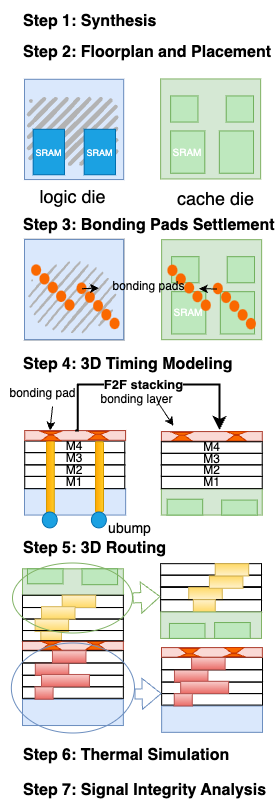 Step 1: Synthesis
Step 2: Floorplan and Placement
SRAM
SRAM
SRAM
logic die
cache die
Step 3: Bonding Pads Settlement
bonding pads
SRAM
Step 4: 3D Timing Modeling
F2F stacking
bonding pad
bonding layer
M4
M3
M2
M1
M4
M3
M2
M1
ubump
Step 5: 3D Routing
Step 6: Thermal Simulation
Step 7: Signal Integrity Analysis